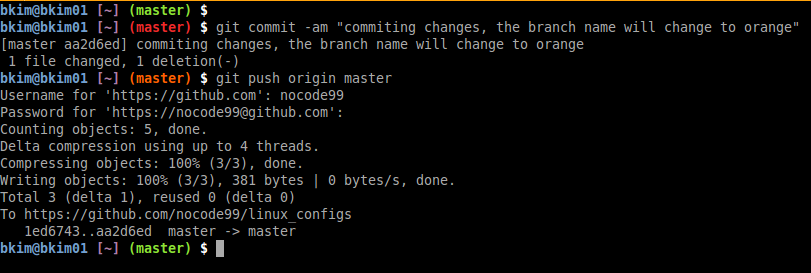 bkim@bkim01 [~] (master) $
bkim@bkim01 [~] (master) $ git commit -am "commiting changes, the branch name will change to orange"
[master aa2d6ed] commiting changes, the branch name will change to orange
 1 file changed, 1 deletion(-)
bkim@bkim01 [~] (master) $ git push origin master
Username for 'https://github.com': nocode99
Password for 'https://nocode99@github.com':
Counting objects: 5, done.
Delta compression using up to 4 threads.
Compressing objects: 100% (3/3), done.
Writing objects: 100% (3/3), 381 bytes | 0 bytes/s, done.
Total 3 (delta 1), reused 0 (delta 0)
To https://github.com/nocode99/linux_configs
   1ed6743..aa2d6ed  master -> master
bkim@bkim01 [~] (master) $